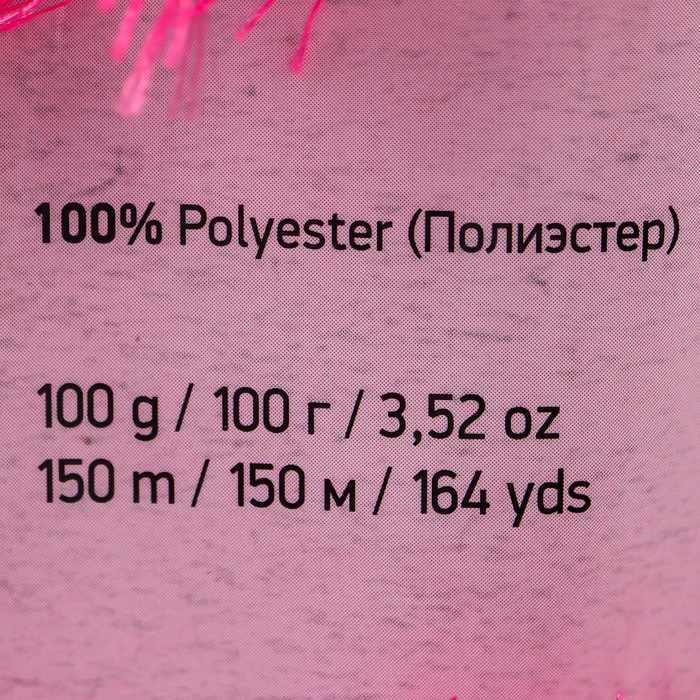 100% Polyester (Полиэстер)
100 g / 100 г / 3,52 oz
150 m / 150 м / 164 yds